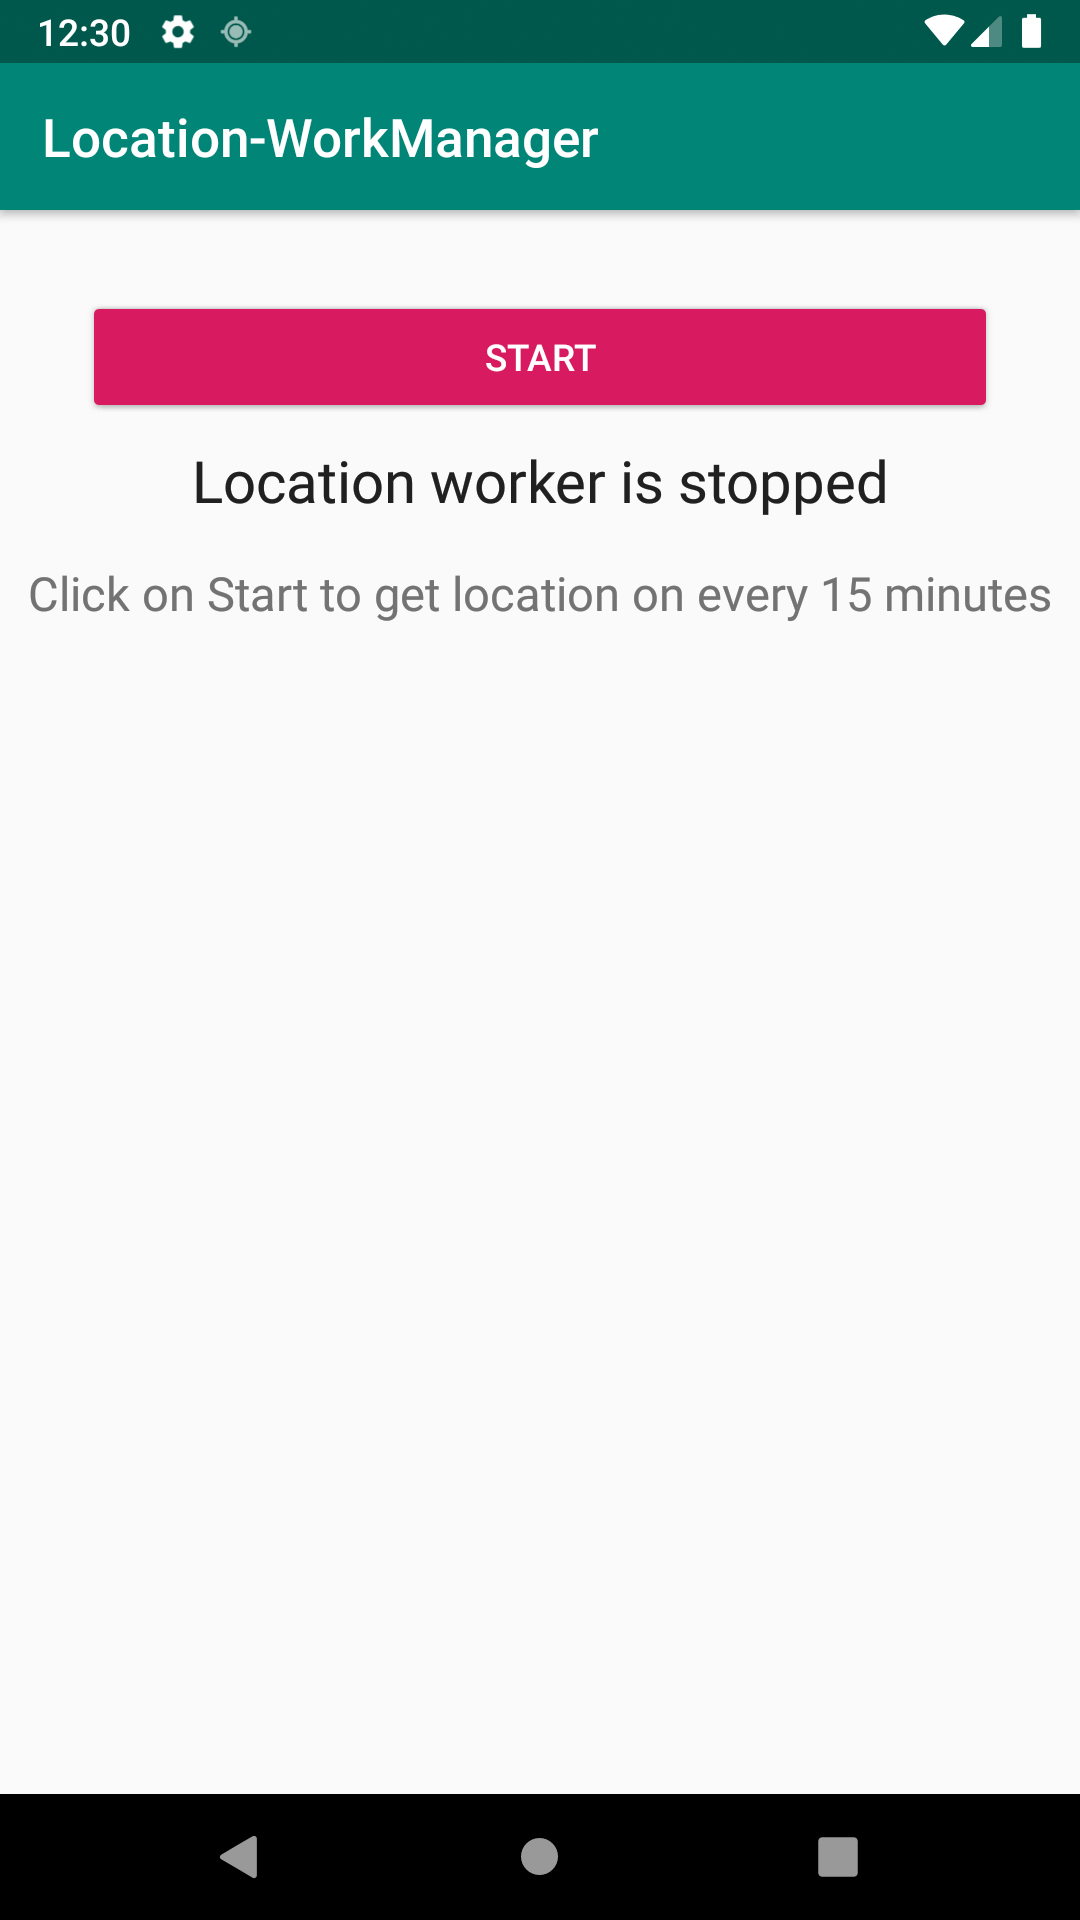 12:30
Location-WorkManager
START
Location worker is stopped
Click on Start to get location on every 15 minutes